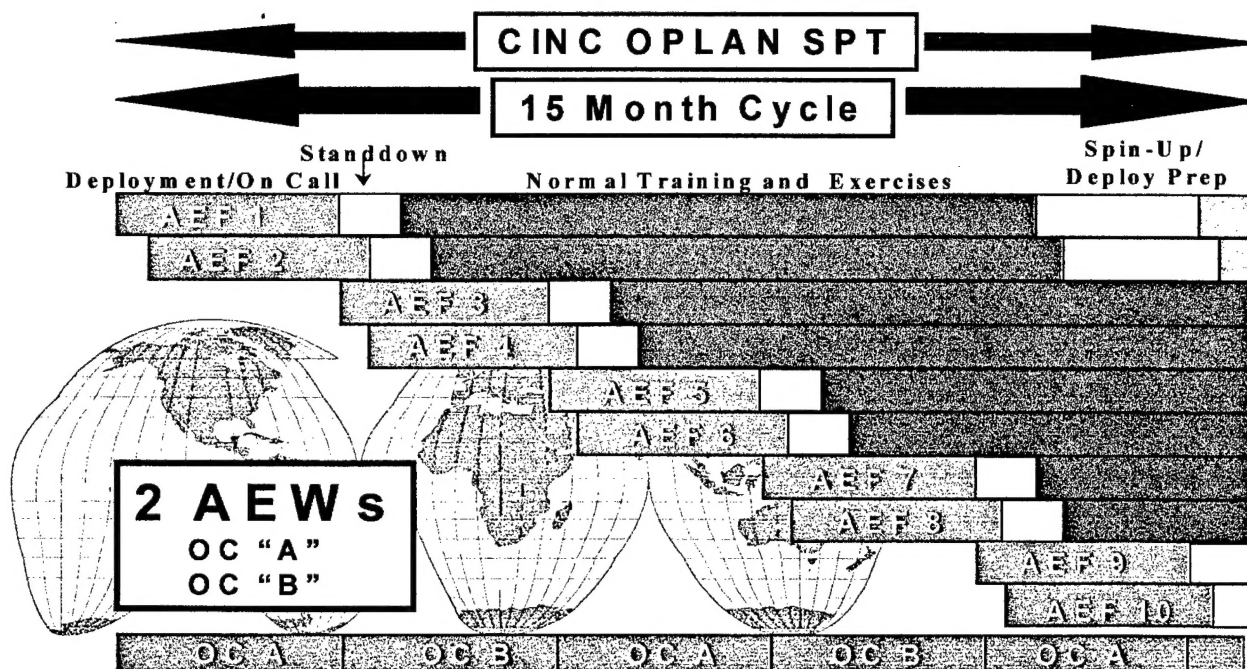 CINC OPLAN SPT
15 Month Cycle
Standdown
Deployment/On Call
Normal Training and Exercises
Spin-Up/
Deploy Prep
AEF 1
AEF 2
AEF 3
AEF 4
AEF 5
AEF 6
AEF 7
AEF 8
AEF 9
AEF 10
2 AEWs
OC “A”
OC “B”
OC A
OC B
OC A
OC B
OC A